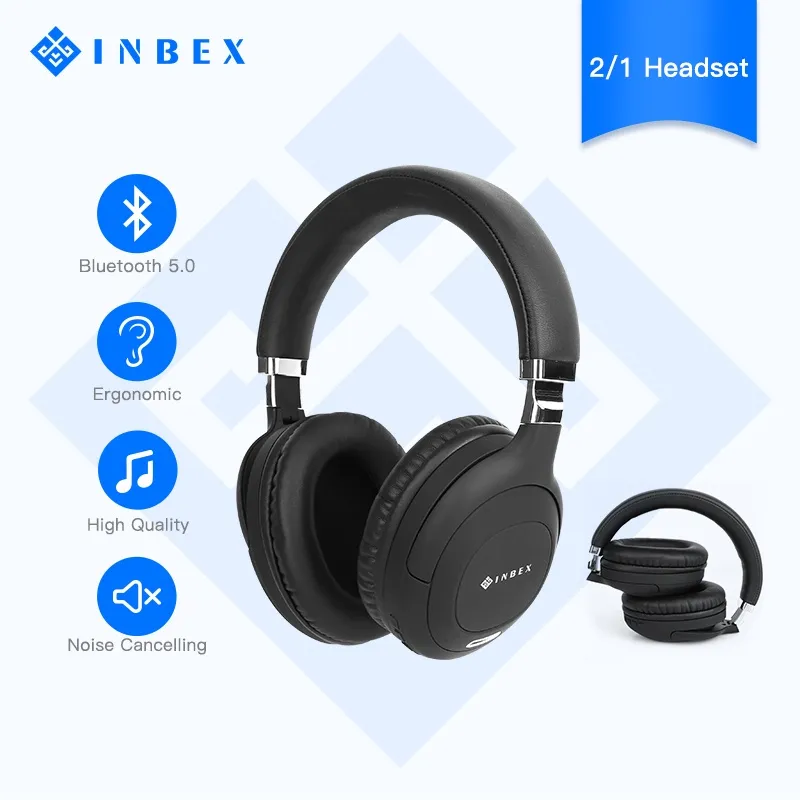 INBEX
2/1 Headset
Bluetooth 5.0
Ergonomic
High Quality
Noise Cancelling
INBEX